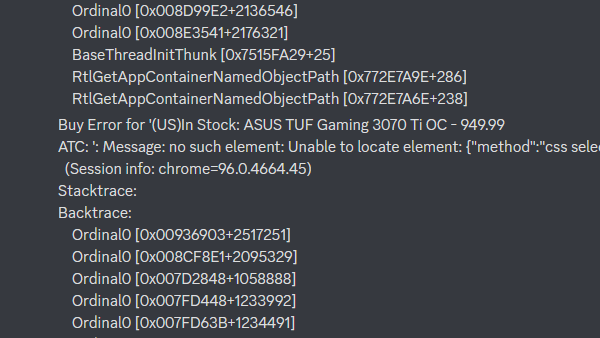 Ordinal0 [0x008D99E2+2136546]
Ordinal0 [0x008E3541+2176321]
BaseThreadInitThunk [0x7515FA29+25]
RtlGetAppContainerNamedObjectPath [0x772E7A9E+286]
RtlGetAppContainerNamedObjectPath [0x772E7A6E+238]
Buy Error for '(US)In Stock: ASUS TUF Gaming 3070 Ti OC - 949.99
ATC: ': Message: no such element: Unable to locate element: {"method":"css selec
(Session info: chrome=96.0.4664.45)
Stacktrace:
Backtrace:
Ordinal0 [0x00936903+2517251]
Ordinal0 [0x008CF8E1+2095329]
Ordinal0 [0x007D2848+1058888]
Ordinal0 [0x007FD448+1233992]
Ordinal0 [0x007FD63B+1234491]